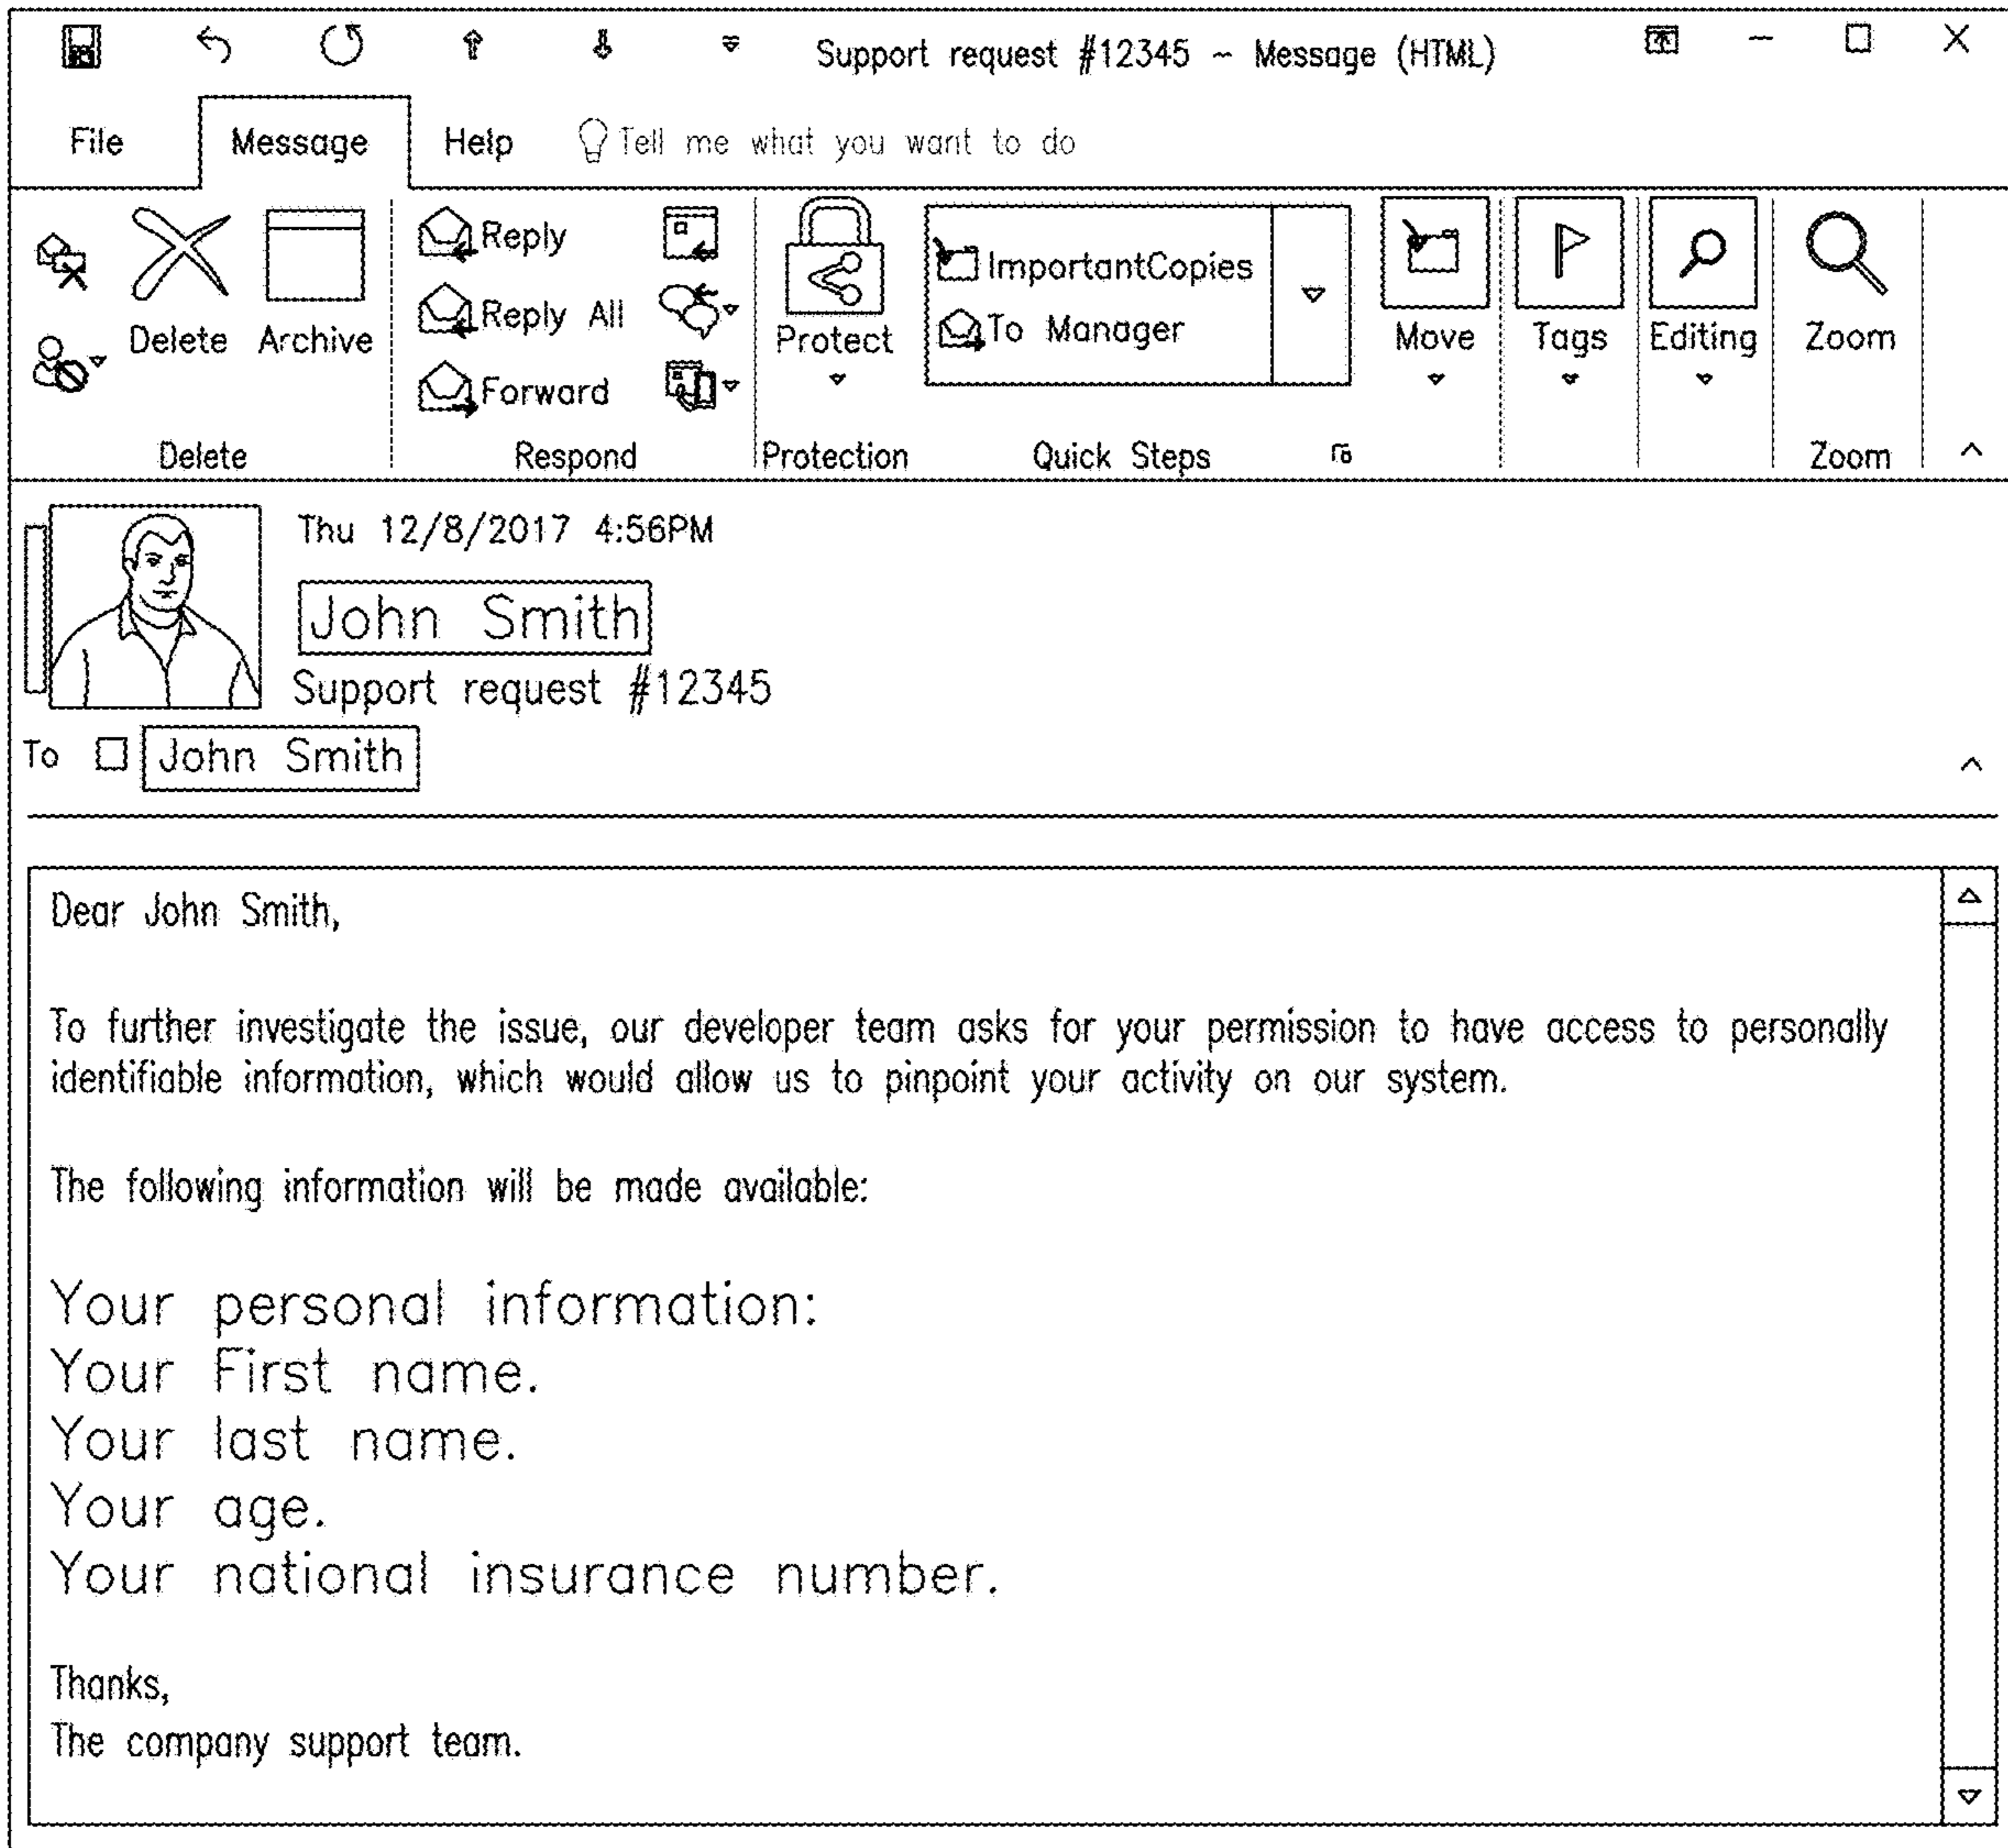 Support request #12345 ~ Message (HTML)
File Message Help Tell me what you want to do
Delete Archive Reply Reply All Forward Protect ImportantCopies To Manager Move Tags Editing Zoom
Delete Respond Protection Quick Steps Zoom
Thu 12/8/2017 4:56PM
John Smith
Support request #12345
To John Smith
Dear John Smith,
To further investigate the issue, our developer team asks for your permission to have access to personally
identifiable information, which would allow us to pinpoint your activity on our system.
The following information will be made available:
Your personal information:
Your First name.
Your last name.
Your age.
Your national insurance number.
Thanks,
The company support team.